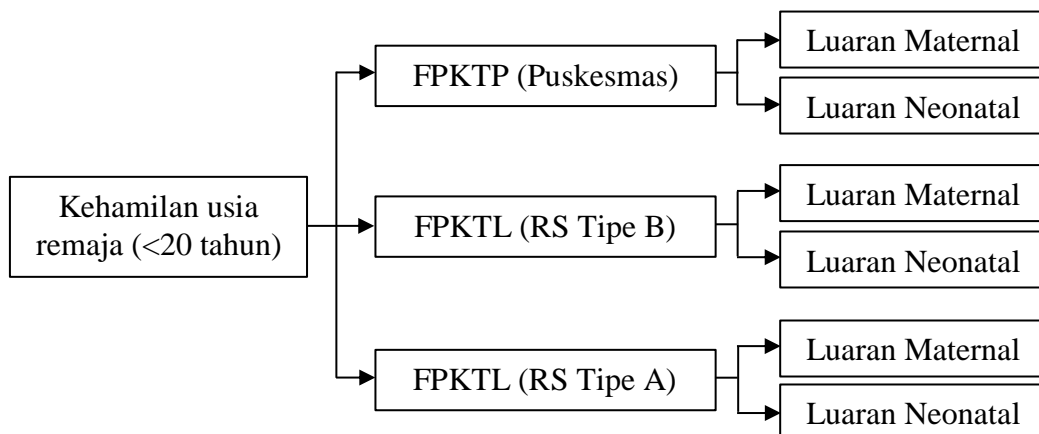 Kehamilan usia
remaja (<20 tahun)
FPKTP (Puskesmas)
Luaran Maternal
Luaran Neonatal
FPKTL (RS Tipe B)
Luaran Maternal
Luaran Neonatal
FPKTL (RS Tipe A)
Luaran Maternal
Luaran Neonatal